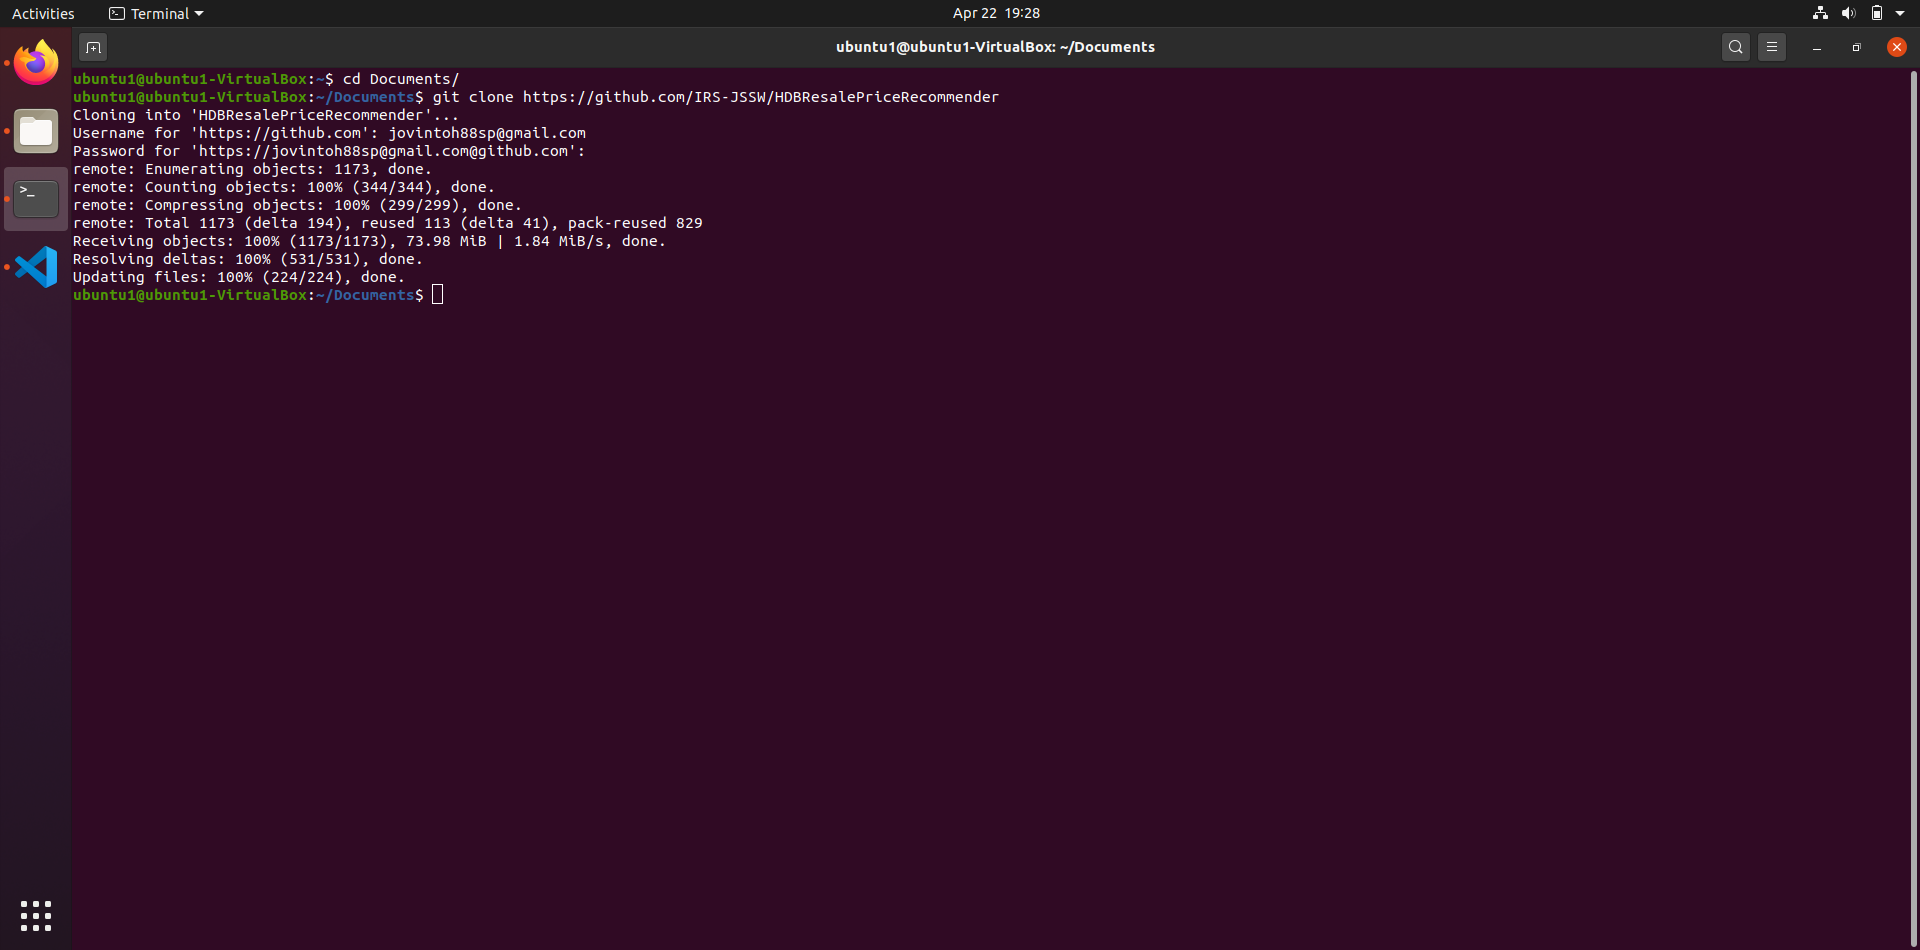 Activities
Terminal
Apr 22 19:28
ubuntu1@ubuntu1-VirtualBox: ~/Documents
ubuntu1@ubuntu1-VirtualBox:~$ cd Documents/
ubuntu1@ubuntu1-VirtualBox:~/Documents$ git clone https://github.com/IRS-JSSW/HDBResalePriceRecommender
Cloning into 'HDBResalePriceRecommender'...
Username for 'https://github.com': jovintoh88sp@gmail.com
Password for 'https://jovintoh88sp@gmail.com@github.com':
remote: Enumerating objects: 1173, done.
remote: Counting objects: 100% (344/344), done.
remote: Compressing objects: 100% (299/299), done.
remote: Total 1173 (delta 194), reused 113 (delta 41), pack-reused 829
Receiving objects: 100% (1173/1173), 73.98 MiB | 1.84 MiB/s, done.
Resolving deltas: 100% (531/531), done.
Updating files: 100% (224/224), done.
ubuntu1@ubuntu1-VirtualBox:~/Documents$